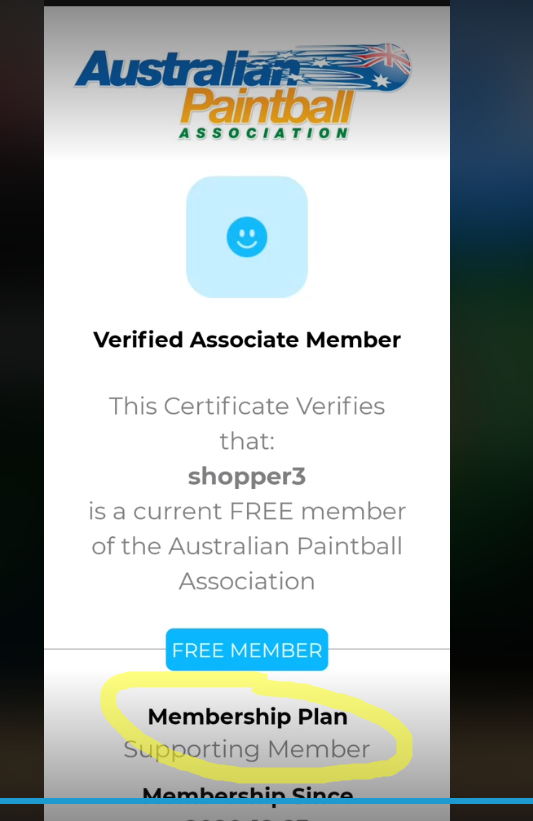 Australian
Paintball
ASSOCIATION
Verified Associate Member
This Certificate Verifies
that:
shopper3
is a current FREE member
of the Australian Paintball
Association
FREE MEMBER
Membership Plan
Supporting Member
Membership Since